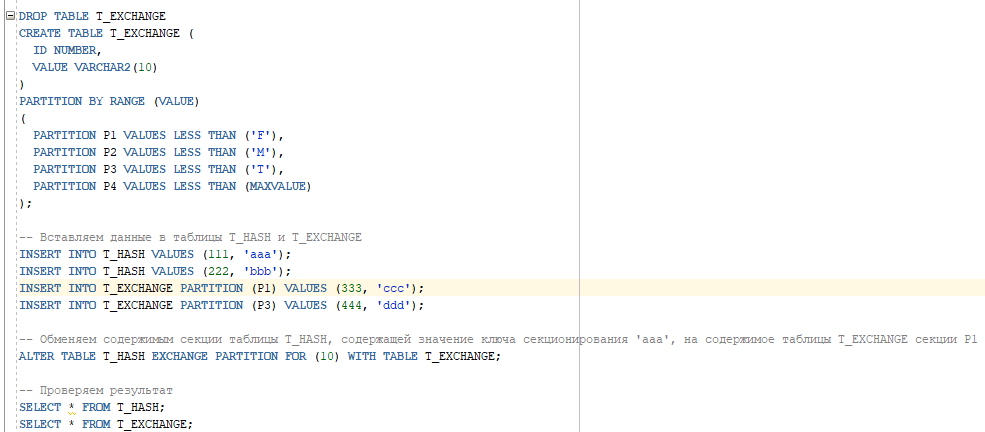 DROP TABLE T_EXCHANGE
CREATE TABLE T_EXCHANGE (
ID NUMBER,
VALUE VARCHAR2(10)
)
PARTITION BY RANGE (VALUE)
(
PARTITION P1 VALUES LESS THAN ('F'),
PARTITION P2 VALUES LESS THAN ('M'),
PARTITION P3 VALUES LESS THAN ('T'),
PARTITION P4 VALUES LESS THAN (MAXVALUE)
);
-- Вставляем данные в таблицы T_HASH и T_EXCHANGE
INSERT INTO T_HASH VALUES (111, 'aaa');
INSERT INTO T_HASH VALUES (222, 'bbb');
INSERT INTO T_EXCHANGE PARTITION (P1) VALUES (333, 'ccc');
INSERT INTO T_EXCHANGE PARTITION (P3) VALUES (444, 'ddd');
-- Обменяем содержимым секции таблицы T_HASH, содержащей значение ключа секционирования 'aaa', на содержимое таблицы T_EXCHANGE секции P1
ALTER TABLE T_HASH EXCHANGE PARTITION FOR (10) WITH TABLE T_EXCHANGE;
-- Проверяем результат
SELECT * FROM T_HASH;
SELECT * FROM T_EXCHANGE;